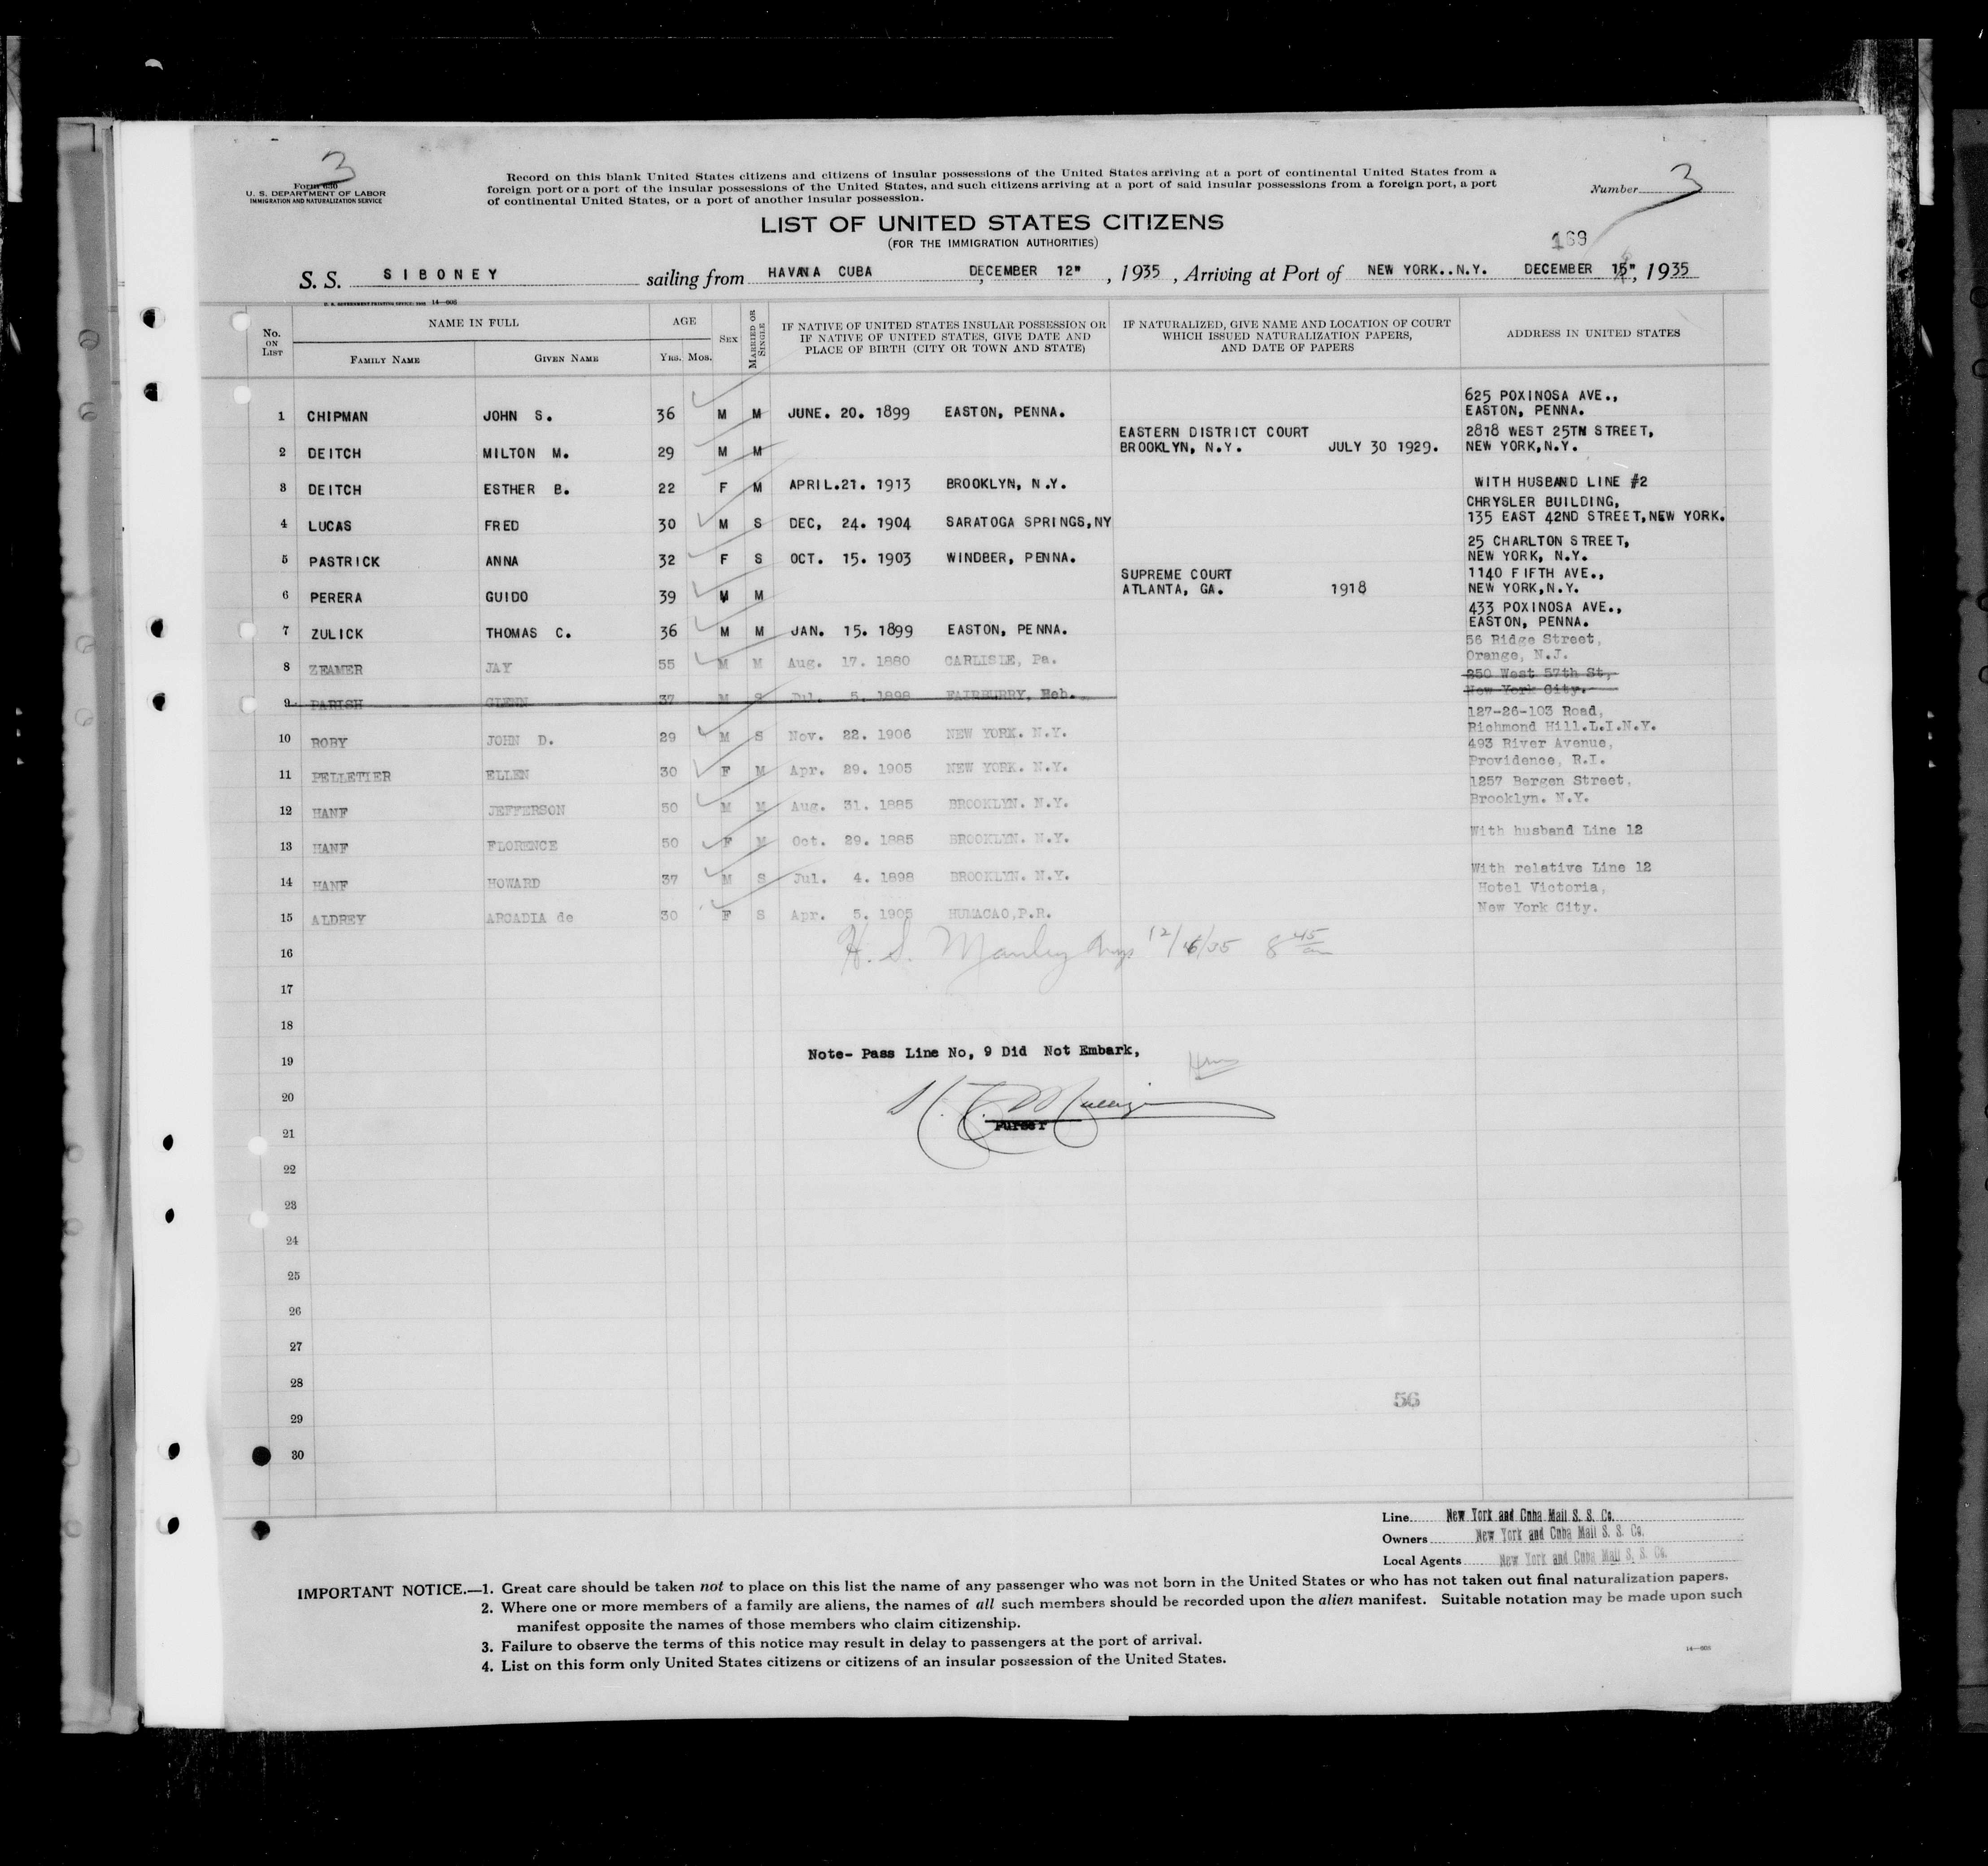 3
Form 630
U. S. DEPARTMENT OF LABOR
IMMIGRATION AND NATURALIZATION SERVICE
Record on this blank United States citizens and citizens of insular possessions of the United States arriving at a port of continental United States from a
foreign port or a port of the insular possessions of the United States, and such citizens arriving at a port of said insular possessions from a foreign port, a port
of continental United States, or a port of another insular possession.
Number 3
LIST OF UNITED STATES CITIZENS
(FOR THE IMMIGRATION AUTHORITIES)
169
S. S. SIBONEY sailing from HAVANA CUBA DECEMBER 12", 1935, Arriving at Port of NEW YORK..N.Y. DECEMBER 15", 1935
No. ON LIST NAME IN FULL AGE SEX MARRIED OR SINGLE IF NATIVE OF UNITED STATES INSULAR POSSESSION OR IF NATIVE OF UNITED STATES, GIVE DATE AND PLACE OF BIRTH (CITY OR TOWN AND STATE) IF NATURALIZED, GIVE NAME AND LOCATION OF COURT WHICH ISSUED NATURALIZATION PAPERS, AND DATE OF PAPERS ADDRESS IN UNITED STATES
FAMILY NAME GIVEN NAME YRS. MOS.
625 POXINOSA AVE.,
1 CHIPMAN JOHN S. 36 M M JUNE. 20. 1899 EASTON, PENNA. EASTON, PENNA.
EASTERN DISTRICT COURT 2818 WEST 25TH STREET,
2 DEITCH MILTON M. 29 M M BROOKLYN, N.Y. JULY 30 1929. NEW YORK,N.Y.
3 DEITCH ESTHER B. 22 F M APRIL.21. 1913 BROOKLYN, N.Y. WITH HUSBAND LINE #2
CHRYSLER BUILDING,
4 LUCAS FRED 30 M S DEC, 24. 1904 SARATOGA SPRINGS,NY 135 EAST 42ND STREET,NEW YORK.
25 CHARLTON STREET,
5 PASTRICK ANNA 32 F S OCT. 15. 1903 WINDBER, PENNA. NEW YORK, N.Y.
SUPREME COURT 1140 FIFTH AVE.,
6 PERERA GUIDO 39 M M ATLANTA, GA. 1918 NEW YORK,N.Y.
433 POXINOSA AVE.,
7 ZULICK THOMAS C. 36 M M JAN. 15. 1899 EASTON, PENNA. EASTON, PENNA.
56 Ridge Street,
8 ZEAMER JAY 55 M M Aug. 17. 1880 CARLISLE, Pa. Orange, N.J.
250 West 57th St,
9 PARISH GLENN 37 M S Jul. 5. 1898 FAIRBURRY, Neb. New York City.
127-26-103 Road,
10 ROBY JOHN D. 29 M S Nov. 22. 1906 NEW YORK. N.Y. Richmond Hill.L.I.N.Y.
493 River Avenue,
11 PELLETIER ELLEN 30 F M Apr. 29. 1905 NEW YORK. N.Y. Providence, R.I.
1257 Bergen Street,
12 HANF JEFFERSON 50 M M Aug. 31. 1885 BROOKLYN. N.Y. Brooklyn. N.Y.
13 HANF FLORENCE 50 F M Oct. 29. 1885 BROOKLYN. N.Y. With husband Line 12
14 HANF HOWARD 37 M S Jul. 4. 1898 BROOKLYN. N.Y. With relative Line 12
Hotel Victoria,
15 ALDREY ARCADIA de 30 F S Apr. 5. 1905 HUMACAO,P.R. New York City.
16 H. S. Manley Insp 12/16/35 8 45 am
17
18
19 Note- Pass Line No, 9 Did Not Embark,
20
21 Purser
22
23
24
25
26
27
28
56
29
30
Line New York and Cuba Mail S. S. Co.
Owners New York and Cuba Mail S. S. Co.
Local Agents New York and Cuba Mail S. S. Co.
IMPORTANT NOTICE.—1. Great care should be taken not to place on this list the name of any passenger who was not born in the United States or who has not taken out final naturalization papers.
2. Where one or more members of a family are aliens, the names of all such members should be recorded upon the alien manifest. Suitable notation may be made upon such
manifest opposite the names of those members who claim citizenship.
3. Failure to observe the terms of this notice may result in delay to passengers at the port of arrival.
4. List on this form only United States citizens or citizens of an insular possession of the United States.